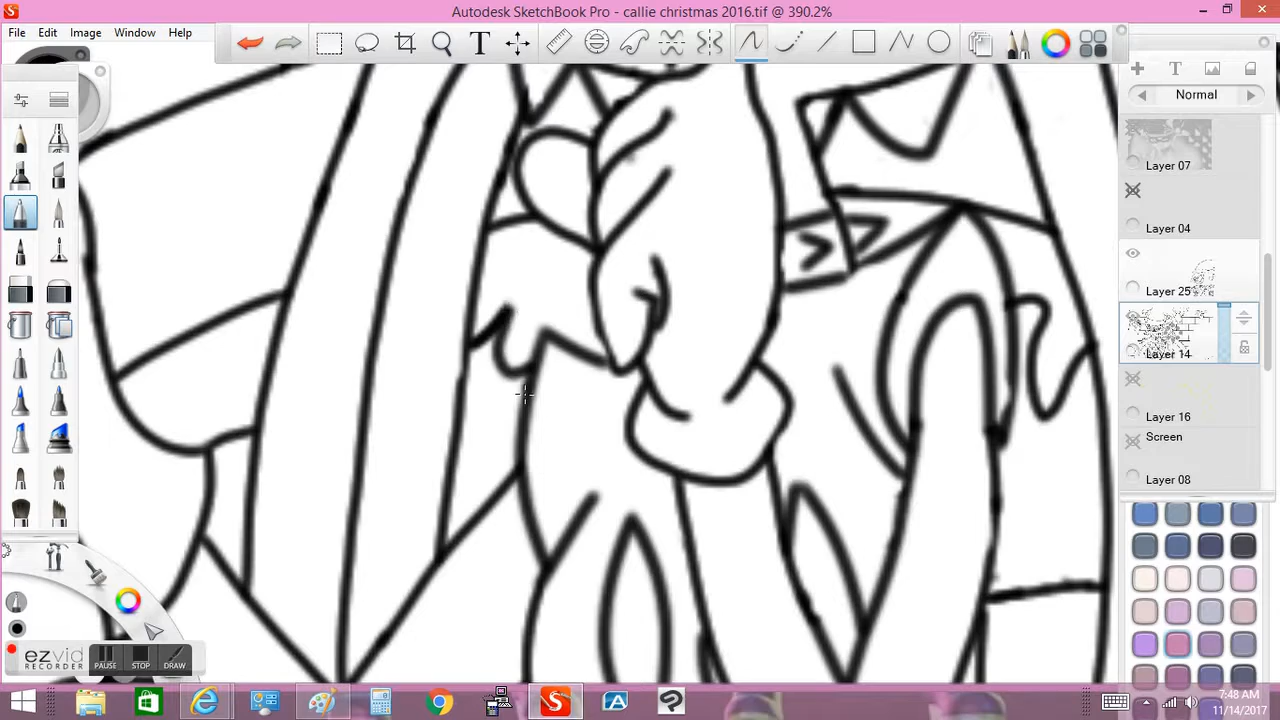 Autodesk SketchBook Pro - callie christmas 2016.tif @ 390.2%
File Edit Image Window Help
T
T
Normal
Layer 07
Layer 04
Layer 25
Layer 14
Layer 16
Screen
Layer 08
ezvid
RECORDER
PAUSE STOP DRAW
7:48 AM
11/14/2017